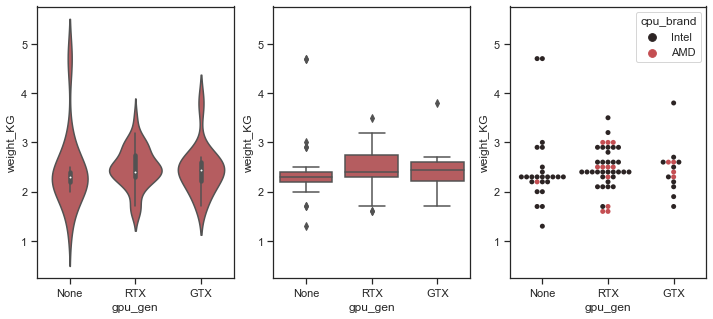 5
4
3
2
1
weight_KG
None RTX GTX
gpu_gen
5
4
3
2
1
weight_KG
None RTX GTX
gpu_gen
5
4
3
2
1
weight_KG
cpu_brand
Intel
AMD
None RTX GTX
gpu_gen